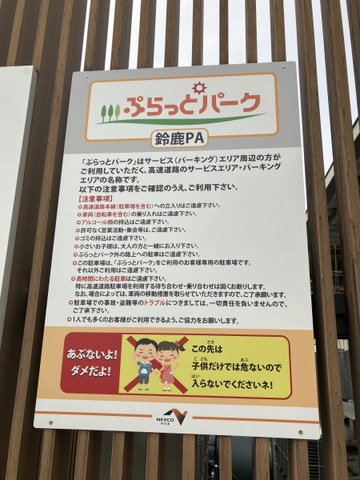 ぷらっとパーク
鈴鹿PA
「ぷらっとパーク」はサービス(パーキング)エリア周辺の方が
ご利用していただく、高速道路のサービスエリア・パーキング
エリアの名称です。
以下の注意事項をご確認のうえ、ご利用下さい。
【注意事項】
高速道路本線(駐車場を含む)への立入りはご遠慮下さい。
車両(自転車を含む)の乗り入れはご遠慮下さい。
アルコール類の持込はご遠慮下さい。
許可なく営業活動・集会等は、ご遠慮下さい。
ゴミの持込はご遠慮下さい。
小さいお子様は、大人の方と一緒にお入り下さい。
ぷらっとパーク外の路上への駐車はご遠慮下さい。
この駐車場は、「ぷらっとパーク」をご利用のお客様専用の駐車場です。
それ以外ご利用はご遠慮下さい。
長時間にわたる駐車はご遠慮下さい。
特に高速道路駐車場を利用する待ち合わせ・乗り合わせは固くお断りします。
なお、場合によっては、車両の移動措置を取らせていただきますので、ご了承願います。
駐車場での事故・盗難等のトラブルにつきましては、一切責任を負いませんので、
ご了承下さい。
1人でも多くのお客様がご利用できるよう、ご協力をお願いします。
あぶないよ!
ダメだよ!
この先は
子供だけでは危ないので
入らないでくださいネ!
NEXCO
中日本